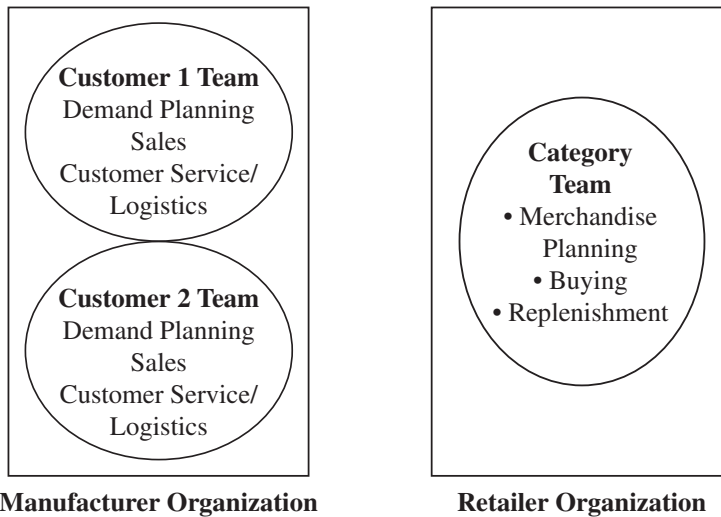 Customer 1 Team
Demand Planning
Sales
Customer Service/
Logistics
Customer 2 Team
Demand Planning
Sales
Customer Service/
Logistics
Manufacturer Organization
Category
Team
• Merchandise
Planning
• Buying
• Replenishment
Retailer Organization